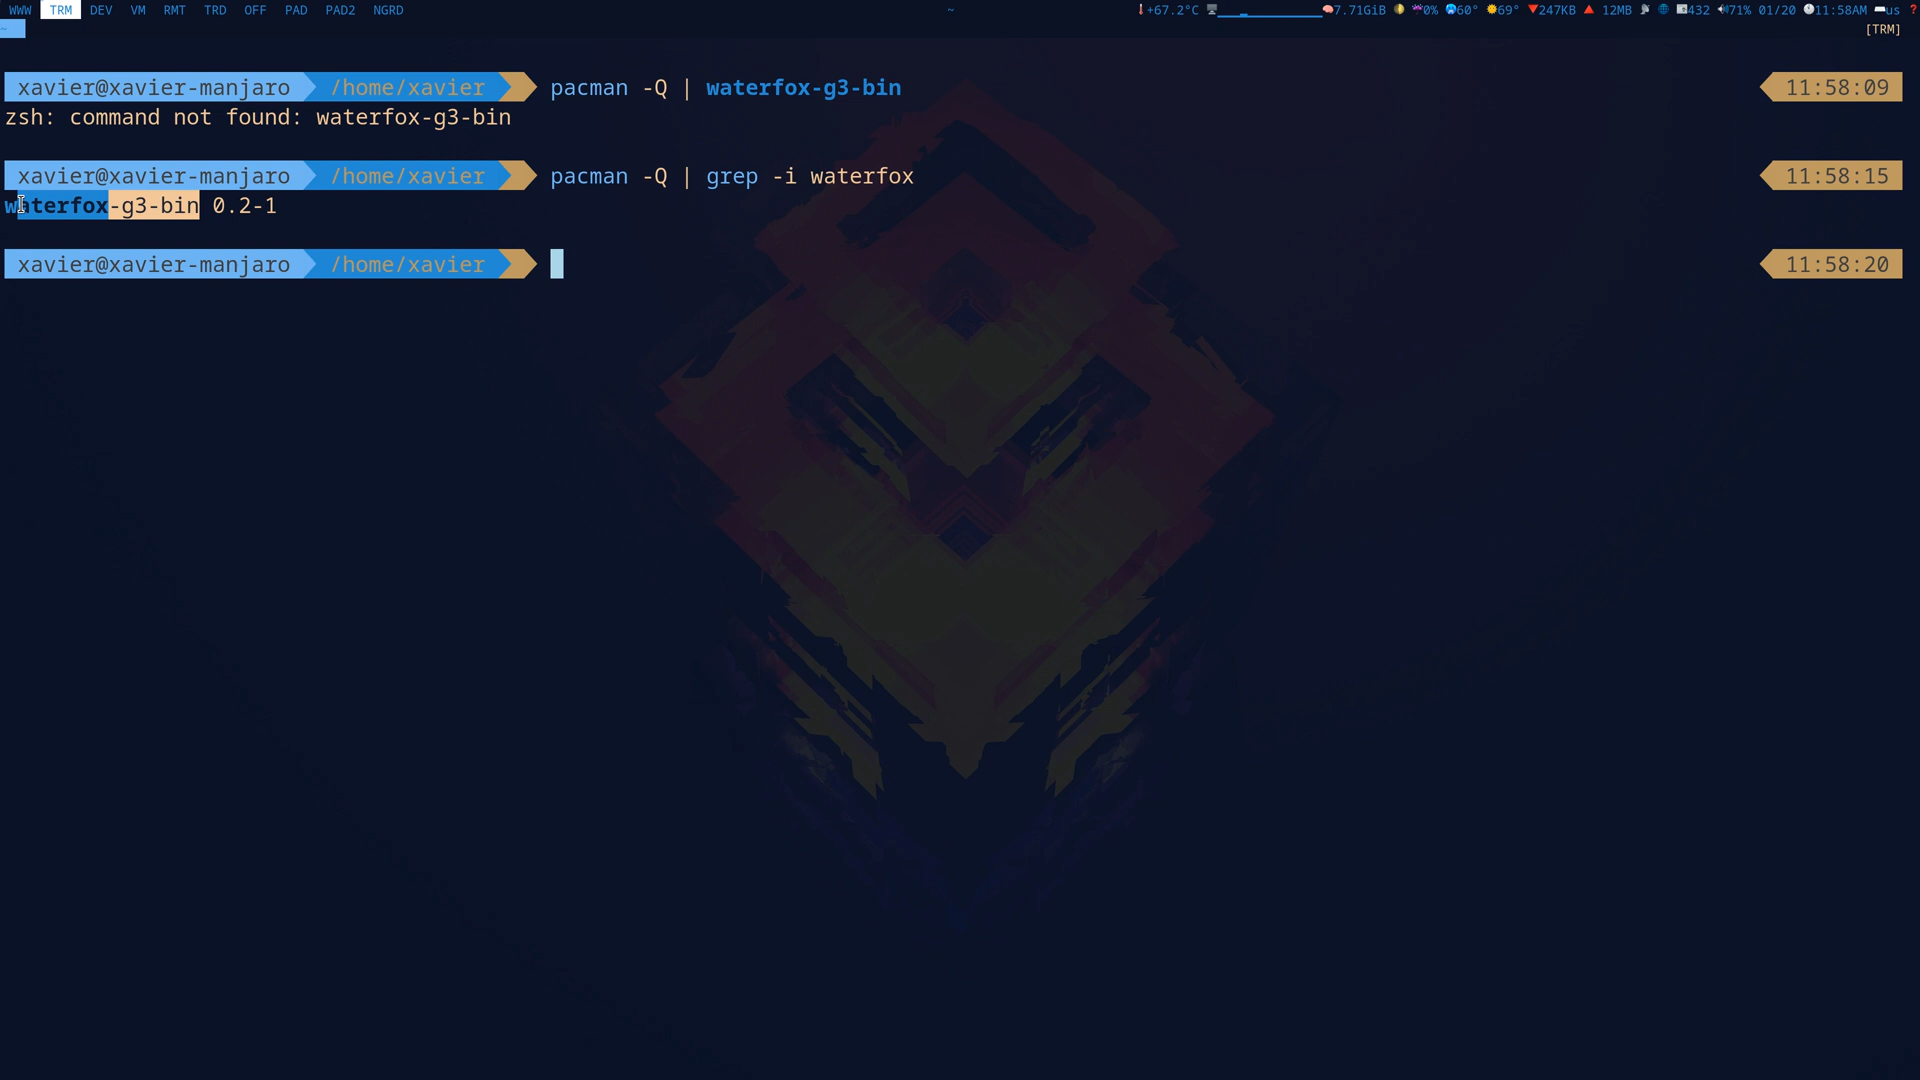 WWW TRM DEV VM RMT TRD OFF PAD PAD2 NGRD ~ +67.2°C 7.71GiB 0% 60° 69° 247KB 12MB 432 71% 01/20 11:58AM us ?
~ [TRM]
xavier@xavier-manjaro /home/xavier pacman -Q | waterfox-g3-bin 11:58:09
zsh: command not found: waterfox-g3-bin
xavier@xavier-manjaro /home/xavier pacman -Q | grep -i waterfox 11:58:15
waterfox-g3-bin 0.2-1
xavier@xavier-manjaro /home/xavier 11:58:20